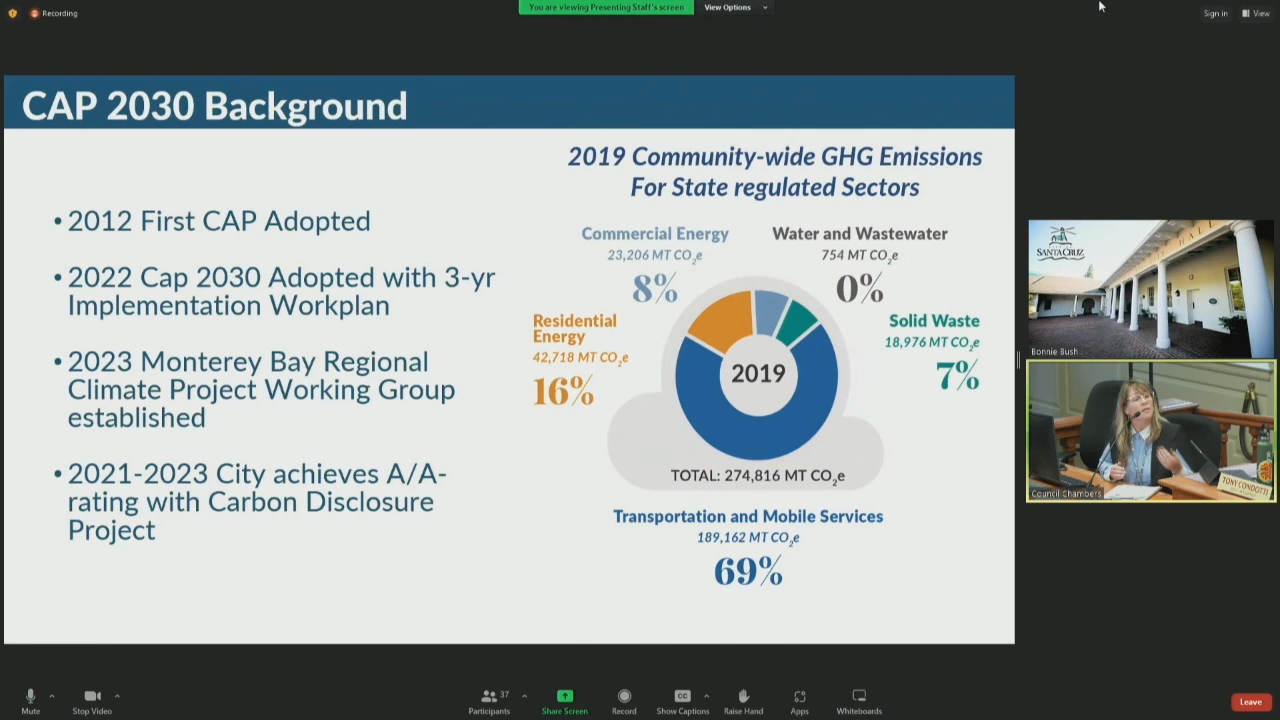 Recording
You are viewing Presenting Staff's screen
View Options
Sign in
View
CAP 2030 Background
2019 Community-wide GHG Emissions
For State regulated Sectors
• 2012 First CAP Adopted
• 2022 Cap 2030 Adopted with 3-yr
Implementation Workplan
• 2023 Monterey Bay Regional
Climate Project Working Group
established
• 2021-2023 City achieves A/A-
rating with Carbon Disclosure
Project
Commercial Energy
23,206 MT CO2e
8%
Water and Wastewater
754 MT CO2e
0%
Residential
Energy
42,718 MT CO2e
16%
Solid Waste
18,976 MT CO2e
7%
2019
TOTAL: 274,816 MT CO2e
Transportation and Mobile Services
189,162 MT CO2e
69%
SANTA CRUZ
HALL
Bonnie Bush
Council Chambers
TONY CONDOTTI
Mute
Stop Video
Participants
37
Share Screen
Record
CC
Show Captions
Raise Hand
Apps
Whiteboards
Leave